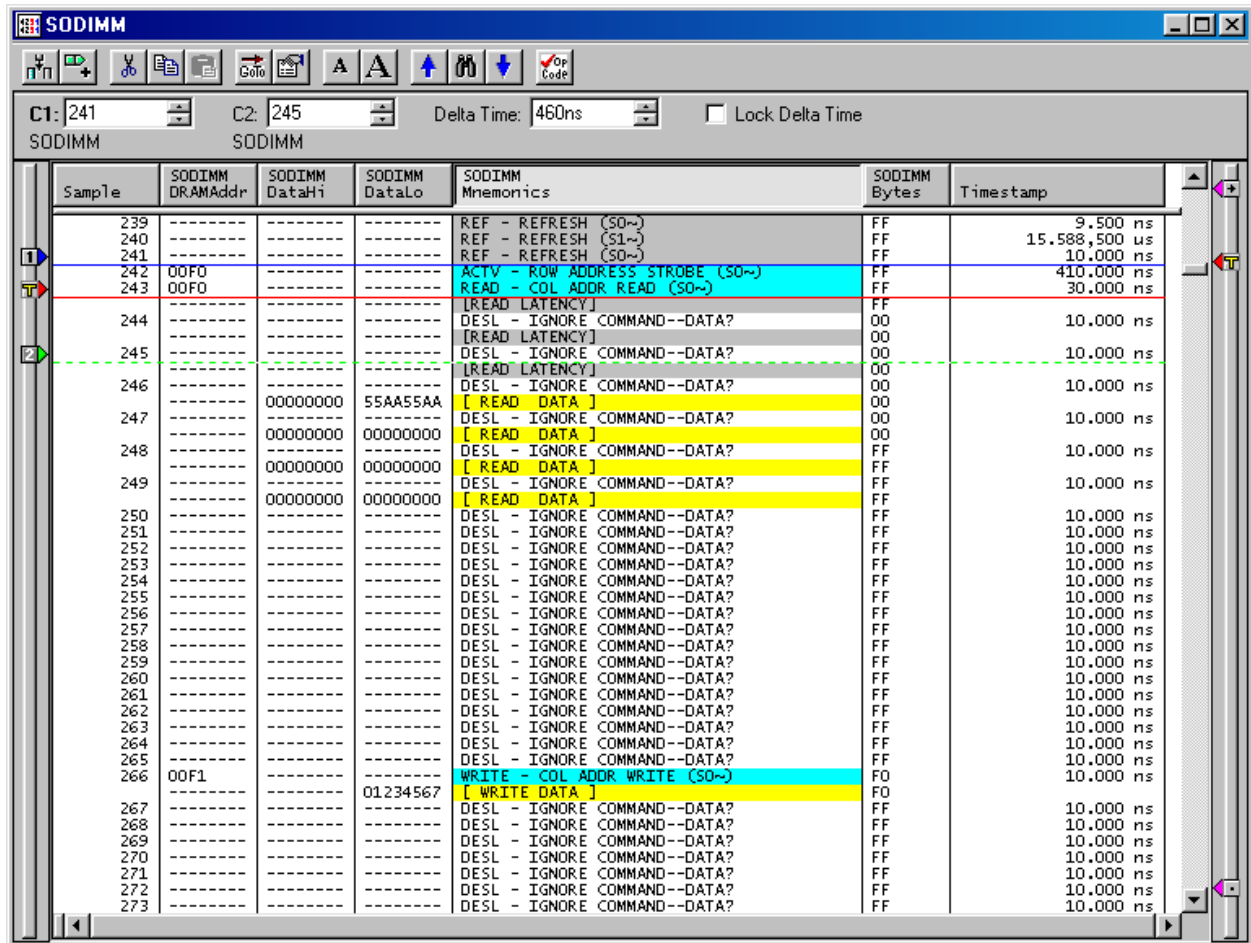 SODIMM
Goto A A Op Code
C1: 241 C2: 245 Delta Time: 460ns Lock Delta Time
SODIMM SODIMM
Sample SODIMM DRAMAddr SODIMM DataHi SODIMM DataLo SODIMM Mnemonics SODIMM Bytes Timestamp
239 -------- -------- -------- REF - REFRESH (S0~) FF 9.500 ns
240 -------- -------- -------- REF - REFRESH (S1~) FF 15.588,500 us
241 -------- -------- -------- REF - REFRESH (S0~) FF 10.000 ns
242 00F0 -------- -------- ACTV - ROW ADDRESS STROBE (S0~) FF 410.000 ns
243 00F0 -------- -------- READ - COL ADDR READ (S0~) FF 30.000 ns
-------- -------- -------- [READ LATENCY] FF
244 -------- -------- -------- DESL - IGNORE COMMAND--DATA? 00 10.000 ns
-------- -------- -------- [READ LATENCY] 00
245 -------- -------- -------- DESL - IGNORE COMMAND--DATA? 00 10.000 ns
-------- -------- -------- [READ LATENCY] 00
246 -------- -------- -------- DESL - IGNORE COMMAND--DATA? 00 10.000 ns
-------- 00000000 55AA55AA [ READ DATA ] 00
247 -------- -------- -------- DESL - IGNORE COMMAND--DATA? 00 10.000 ns
-------- 00000000 00000000 [ READ DATA ] 00
248 -------- -------- -------- DESL - IGNORE COMMAND--DATA? FF 10.000 ns
-------- 00000000 00000000 [ READ DATA ] FF
249 -------- -------- -------- DESL - IGNORE COMMAND--DATA? FF 10.000 ns
-------- 00000000 00000000 [ READ DATA ] FF
250 -------- -------- -------- DESL - IGNORE COMMAND--DATA? FF 10.000 ns
251 -------- -------- -------- DESL - IGNORE COMMAND--DATA? FF 10.000 ns
252 -------- -------- -------- DESL - IGNORE COMMAND--DATA? FF 10.000 ns
253 -------- -------- -------- DESL - IGNORE COMMAND--DATA? FF 10.000 ns
254 -------- -------- -------- DESL - IGNORE COMMAND--DATA? FF 10.000 ns
255 -------- -------- -------- DESL - IGNORE COMMAND--DATA? FF 10.000 ns
256 -------- -------- -------- DESL - IGNORE COMMAND--DATA? FF 10.000 ns
257 -------- -------- -------- DESL - IGNORE COMMAND--DATA? FF 10.000 ns
258 -------- -------- -------- DESL - IGNORE COMMAND--DATA? FF 10.000 ns
259 -------- -------- -------- DESL - IGNORE COMMAND--DATA? FF 10.000 ns
260 -------- -------- -------- DESL - IGNORE COMMAND--DATA? FF 10.000 ns
261 -------- -------- -------- DESL - IGNORE COMMAND--DATA? FF 10.000 ns
262 -------- -------- -------- DESL - IGNORE COMMAND--DATA? FF 10.000 ns
263 -------- -------- -------- DESL - IGNORE COMMAND--DATA? FF 10.000 ns
264 -------- -------- -------- DESL - IGNORE COMMAND--DATA? FF 10.000 ns
265 -------- -------- -------- DESL - IGNORE COMMAND--DATA? FF 10.000 ns
266 00F1 -------- -------- WRITE - COL ADDR WRITE (S0~) F0 10.000 ns
-------- -------- 01234567 [ WRITE DATA ] F0
267 -------- -------- -------- DESL - IGNORE COMMAND--DATA? FF 10.000 ns
268 -------- -------- -------- DESL - IGNORE COMMAND--DATA? FF 10.000 ns
269 -------- -------- -------- DESL - IGNORE COMMAND--DATA? FF 10.000 ns
270 -------- -------- -------- DESL - IGNORE COMMAND--DATA? FF 10.000 ns
271 -------- -------- -------- DESL - IGNORE COMMAND--DATA? FF 10.000 ns
272 -------- -------- -------- DESL - IGNORE COMMAND--DATA? FF 10.000 ns
273 -------- -------- -------- DESL - IGNORE COMMAND--DATA? FF 10.000 ns